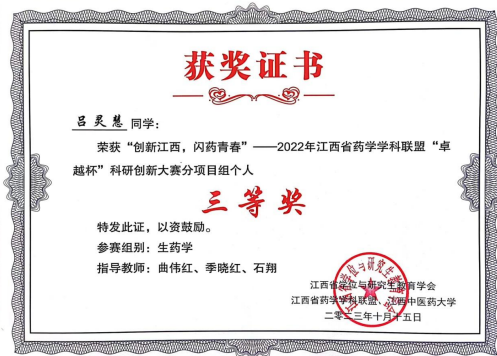 获奖证书
吕灵慧 同学：
荣获“创新江西，闪药青春”——2022年江西省药学学科联盟“卓
越杯”科研创新大赛分项目组个人
三等奖
特发此证，以资鼓励。
参赛组别：生药学
指导教师：曲伟红、季晓红、石翔
江西省学位与研究生教育学会
江西省药学学科联盟、江西中医药大学
二零二三年十月十五日